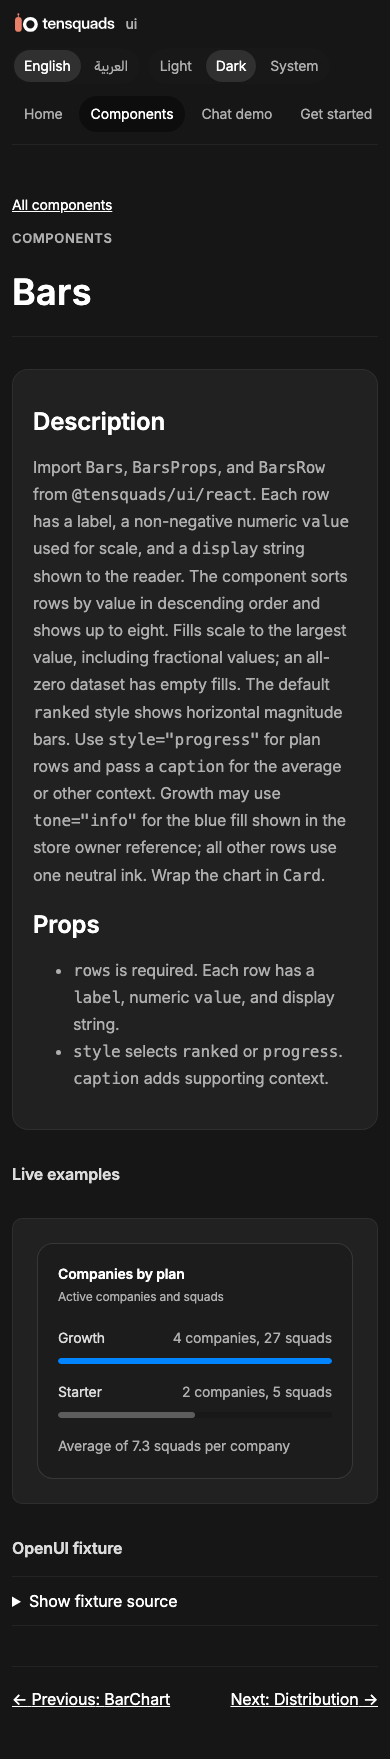 tensquads ui
English العربية Light Dark System
Home Components Chat demo Get started
All components
COMPONENTS
Bars
Description
Import Bars, BarsProps, and BarsRow
from @tensquads/ui/react. Each row
has a label, a non-negative numeric value
used for scale, and a display string
shown to the reader. The component sorts
rows by value in descending order and
shows up to eight. Fills scale to the largest
value, including fractional values; an all-
zero dataset has empty fills. The default
ranked style shows horizontal magnitude
bars. Use style="progress" for plan
rows and pass a caption for the average
or other context. Growth may use
tone="info" for the blue fill shown in the
store owner reference; all other rows use
one neutral ink. Wrap the chart in Card.
Props
• rows is required. Each row has a
label, numeric value, and display
string.
• style selects ranked or progress.
caption adds supporting context.
Live examples
Companies by plan
Active companies and squads
Growth 4 companies, 27 squads
Starter 2 companies, 5 squads
Average of 7.3 squads per company
OpenUI fixture
▶ Show fixture source
← Previous: BarChart Next: Distribution →